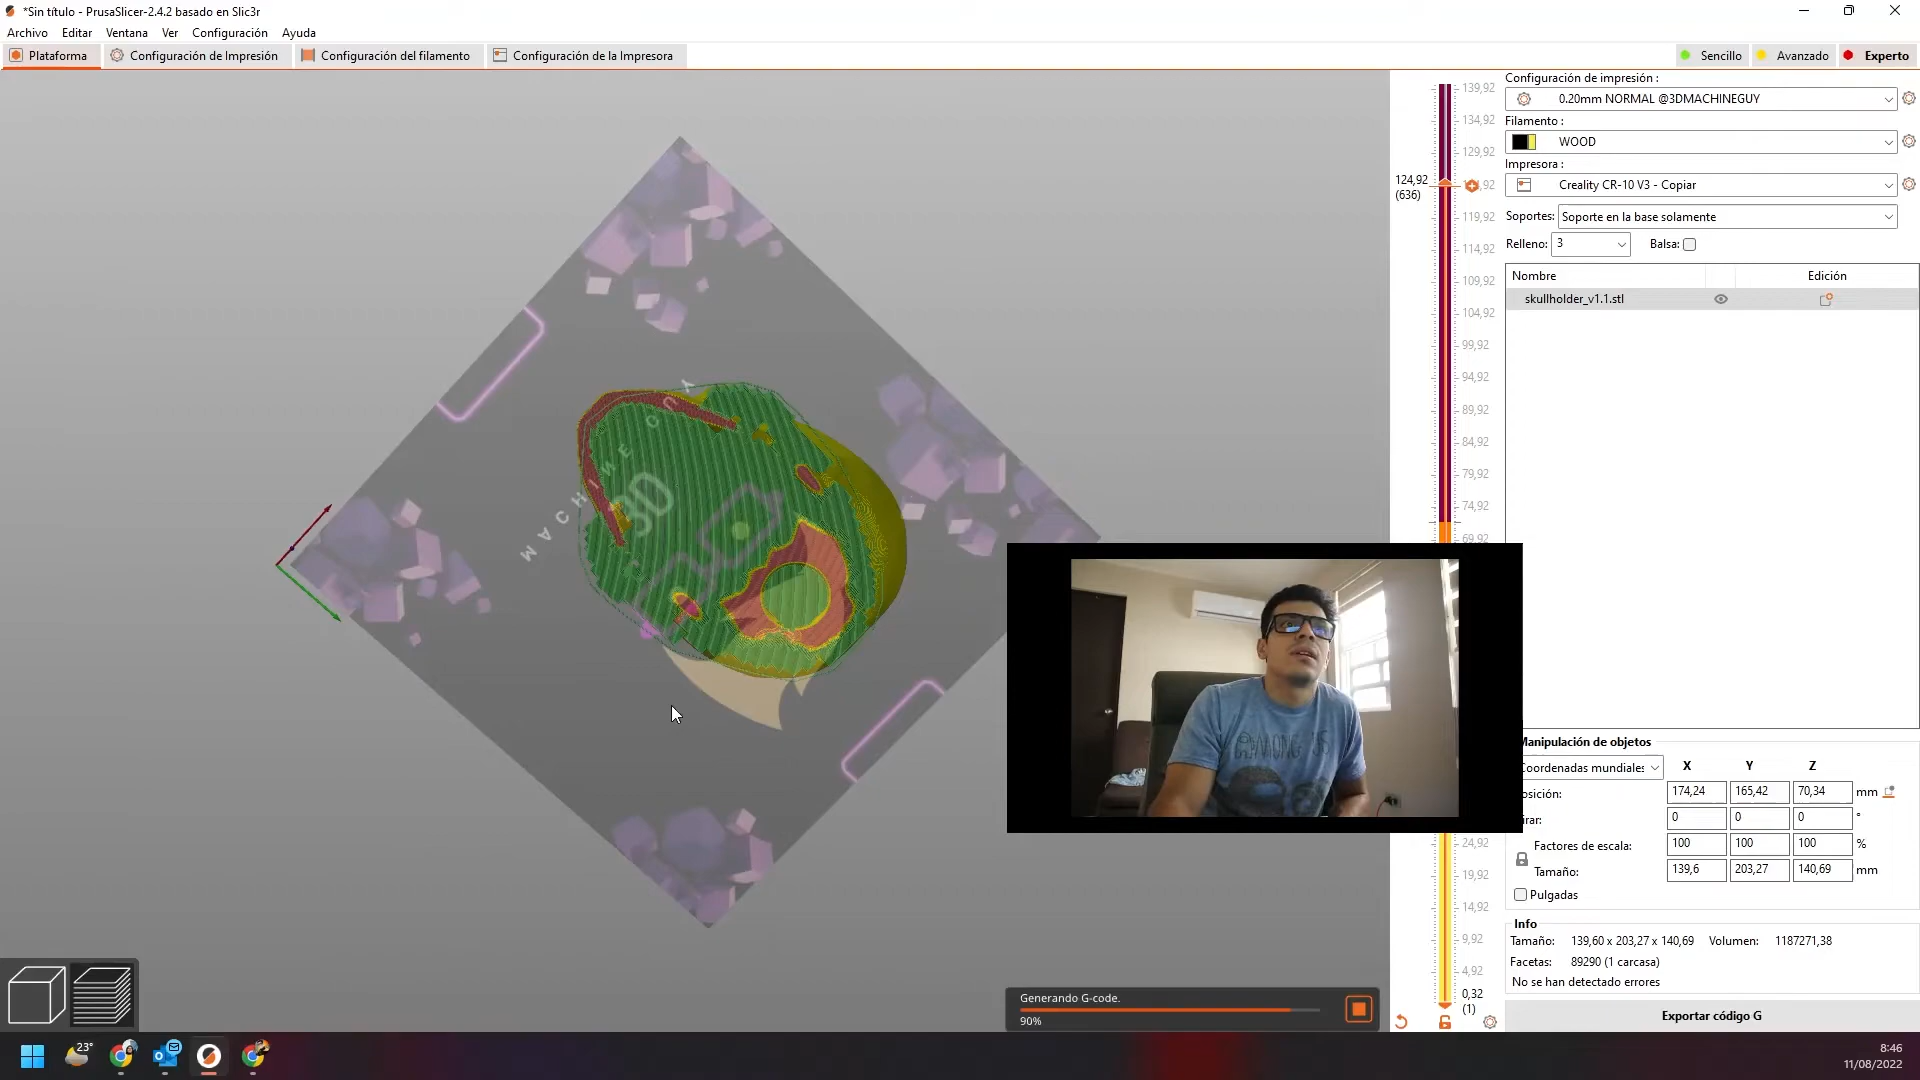 *Sin título - PrusaSlicer-2.4.2 basado en Slic3r
Archivo Editar Ventana Ver Configuración Ayuda
Plataforma Configuración de Impresión Configuración del filamento Configuración de la Impresora Sencillo Avanzado Experto
Configuración de impresión :
0.20mm NORMAL @3DMACHINEGUY
Filamento :
WOOD
Impresora :
Creality CR-10 V3 - Copiar
Soportes: Soporte en la base solamente
Relleno: 3 Balsa:
Nombre Edición
skullholder_v1.1.stl
139,92
134,92
129,92
124,92
(636)
,92
119,92
114,92
109,92
104,92
99,92
94,92
89,92
84,92
79,92
74,92
69,92
24,92
19,92
14,92
9,92
4,92
0,32
(1)
MACHINE GUY
3D
AMONG US
Manipulación de objetos
Coordenadas mundiales X Y Z
osición: 174,24 165,42 70,34 mm
irar: 0 0 0 °
Factores de escala: 100 100 100 %
Tamaño: 139,6 203,27 140,69 mm
Pulgadas
Info
Tamaño: 139,60 x 203,27 x 140,69 Volumen: 1187271,38
Facetas: 89290 (1 carcasa)
No se han detectado errores
Exportar código G
Generando G-code.
90%
23°
8:46
11/08/2022